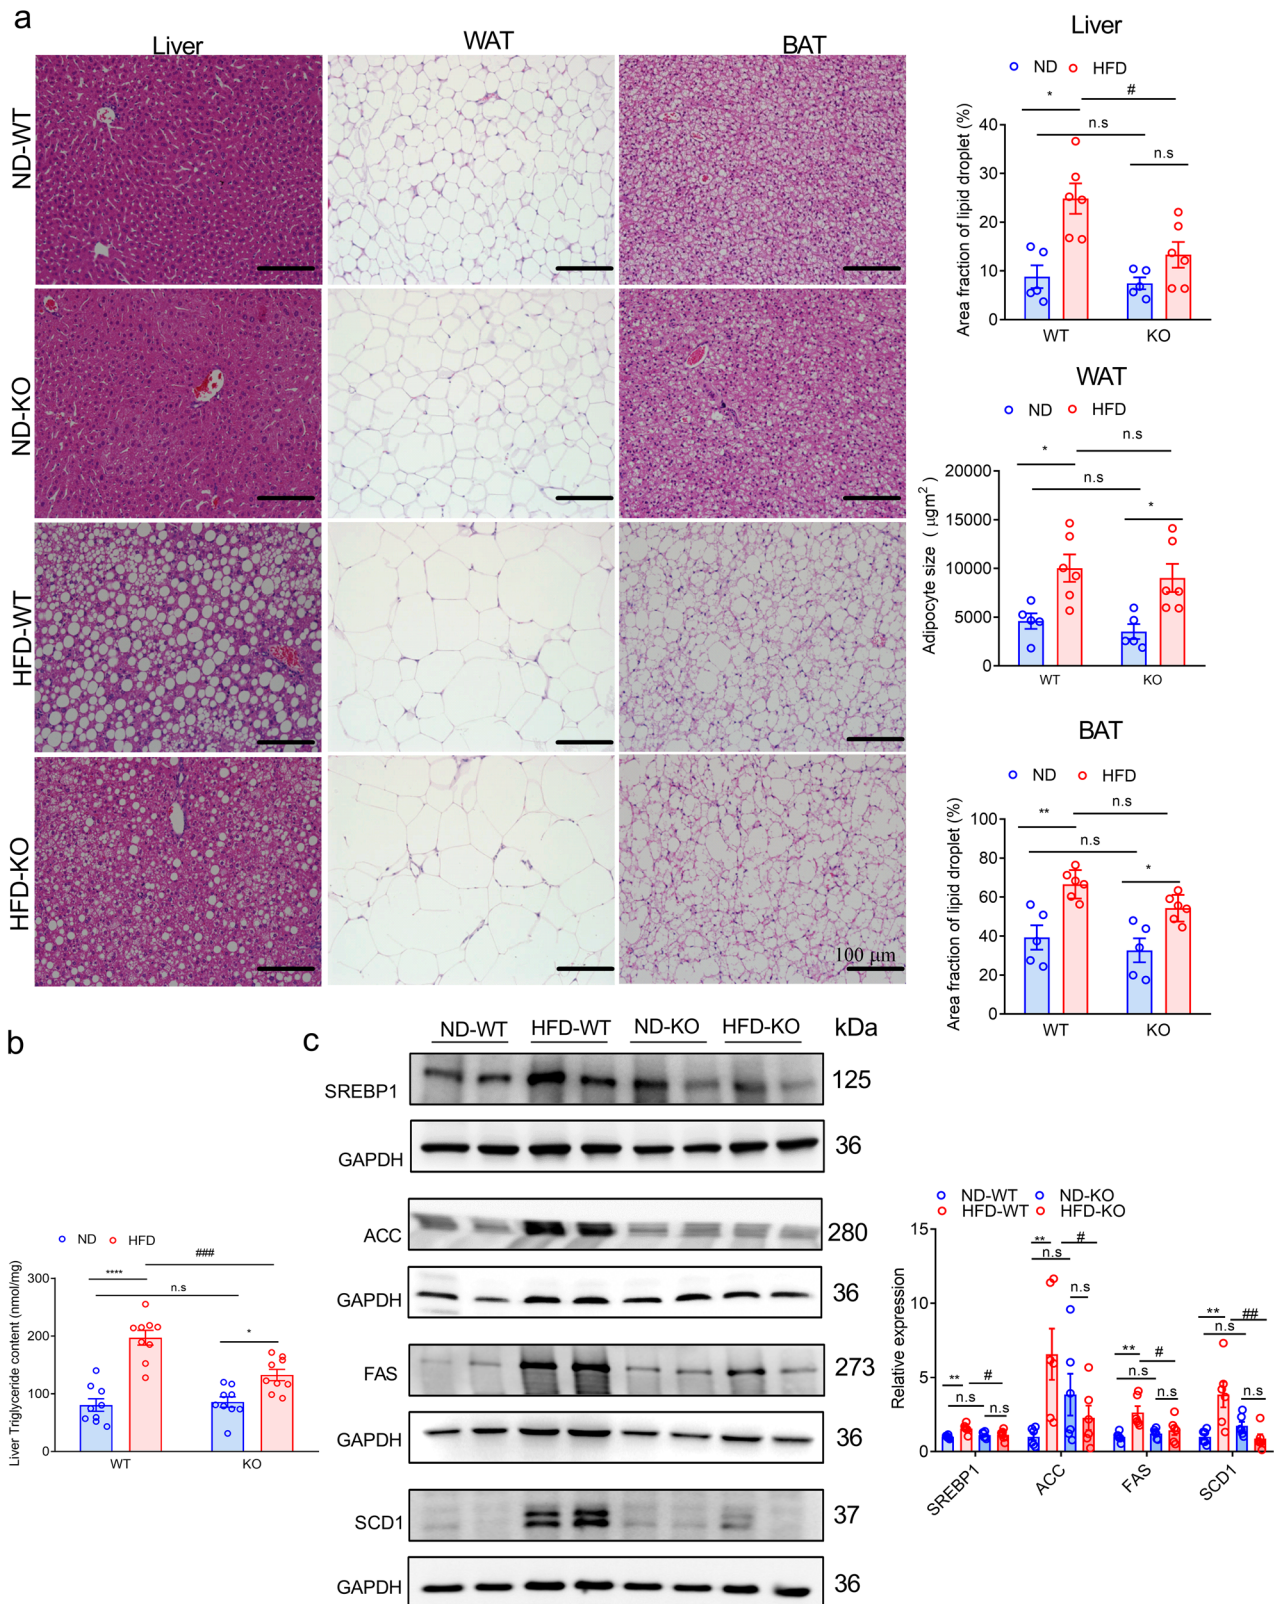 a
Liver
WAT
BAT
ND-WT
ND-KO
HFD-WT
HFD-KO
100 μm
Liver
ND HFD
* #
n.s
n.s
Area fraction of lipid droplet (%)
40
30
20
10
0
WT KO
WAT
ND HFD
n.s
*
n.s
*
Adipocyte size ( μgm2 )
20000
15000
10000
5000
0
WT KO
BAT
ND HFD
n.s
**
n.s
*
Area fraction of lipid droplet (%)
100
80
60
40
20
0
WT KO
b
ND HFD
###
****
n.s
*
Liver Triglyceride content (nmol/mg)
300
200
100
0
WT KO
c
ND-WT HFD-WT ND-KO HFD-KO kDa
SREBP1 125
GAPDH 36
ACC 280
GAPDH 36
FAS 273
GAPDH 36
SCD1 37
GAPDH 36
ND-WT ND-KO
HFD-WT HFD-KO
Relative expression
15
10
5
0
** #
n.s
n.s
** #
n.s
n.s
** #
n.s
n.s
** ##
n.s
n.s
SREBP1 ACC FAS SCD1